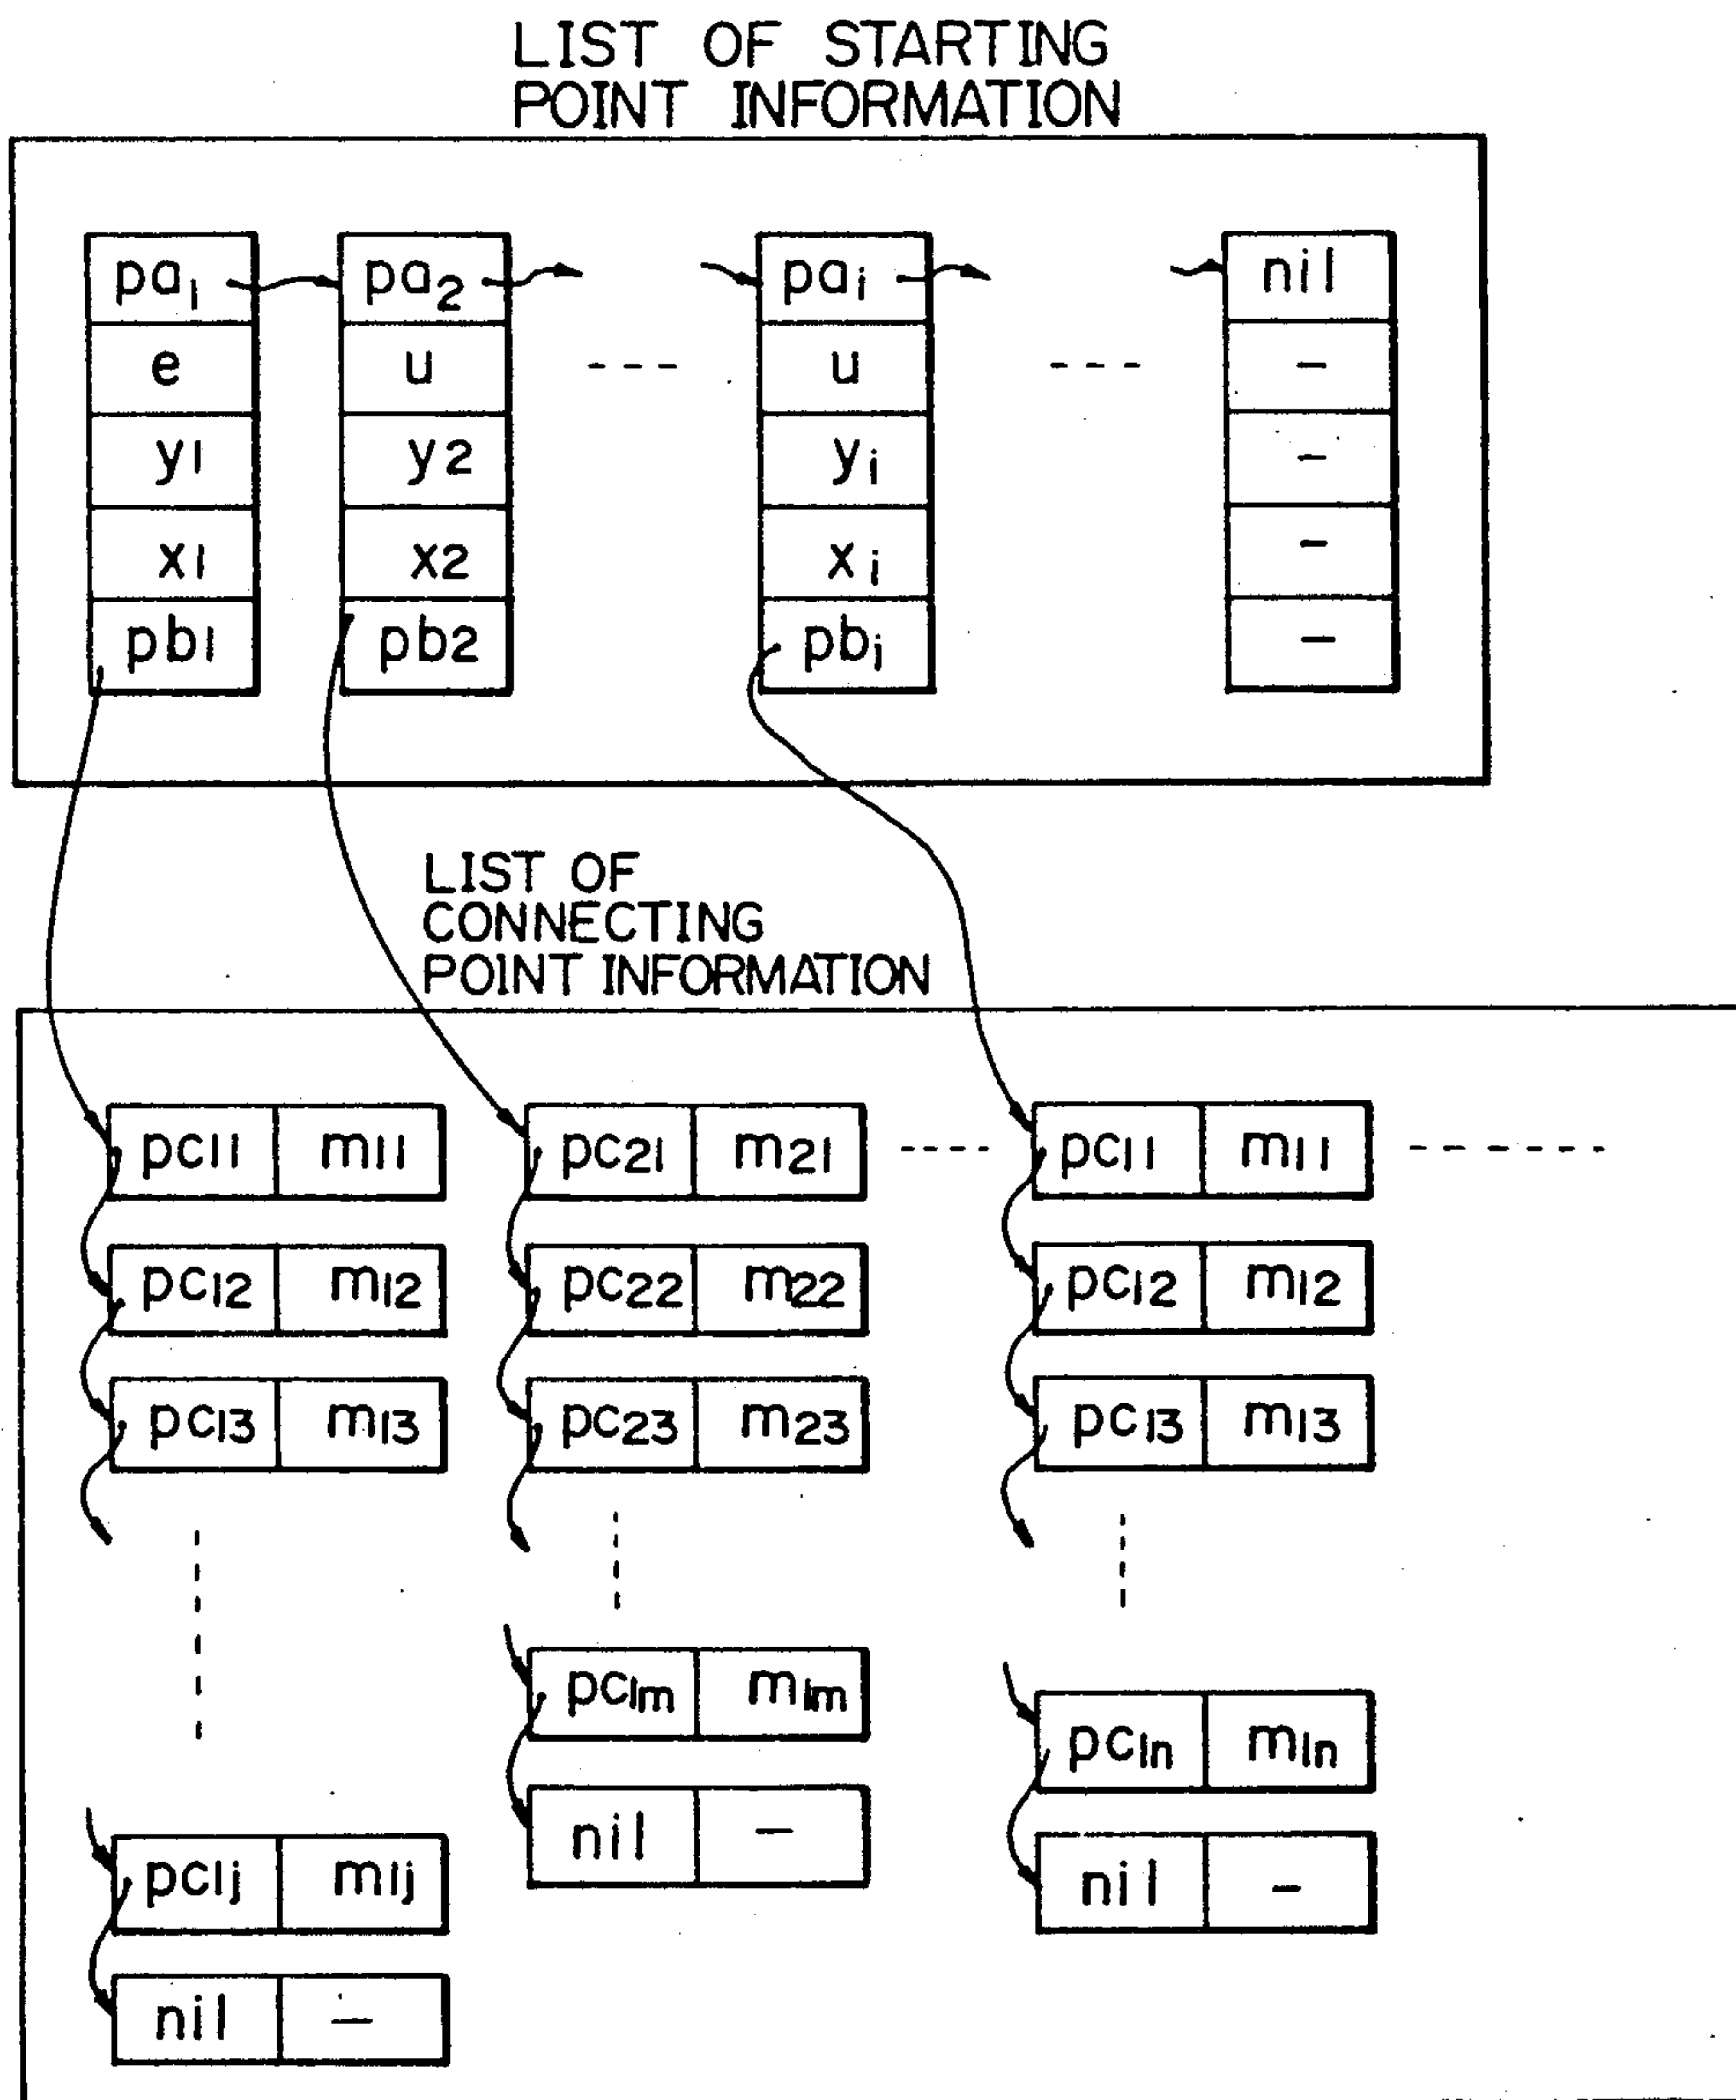 LIST OF STARTING
POINT INFORMATION
pa1 pa2 pai nil
e u --- u --- -
y1 y2 yi -
x1 x2 xi -
pb1 pb2 pbi -
LIST OF
CONNECTING
POINT INFORMATION
pc11 m11 pc21 m21 ---- pc11 m11 -------
pc12 m12 pc22 m22 pc12 m12
pc13 m13 pc23 m23 pc13 m13
pc1m m1m pc1n m1n
nil - nil -
pc1j m1j
nil -